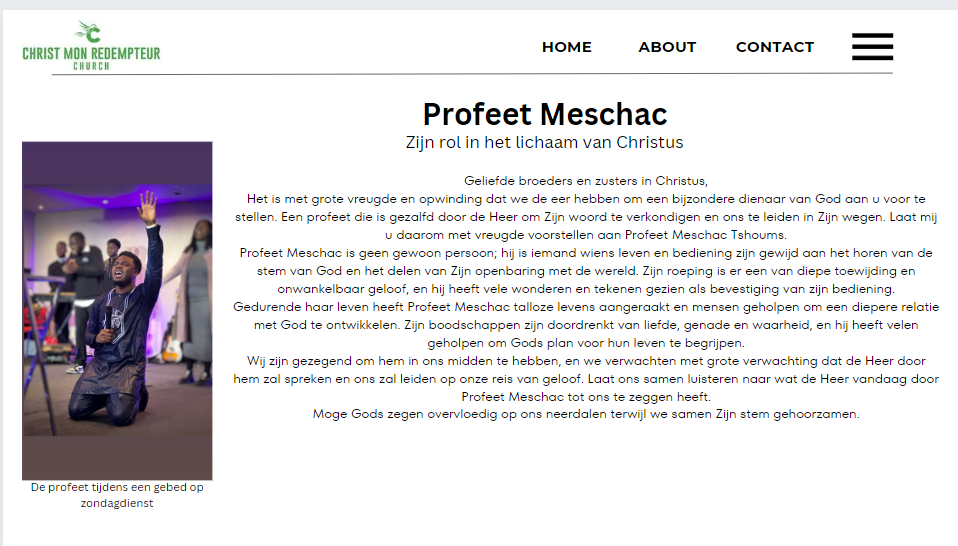 CHRIST MON REDEMPTEUR
CHURCH
HOME
ABOUT
CONTACT
Profeet Meschac
Zijn rol in het lichaam van Christus
Geliefde broeders en zusters in Christus,
Het is met grote vreugde en opwinding dat we de eer hebben om een bijzondere dienaar van God aan u voor te
stellen. Een profeet die is gezalfd door de Heer om Zijn woord te verkondigen en ons te leiden in Zijn wegen. Laat mij
u daarom met vreugde voorstellen aan Profeet Meschac Tshoums.
Profeet Meschac is geen gewoon persoon; hij is iemand wiens leven en bediening zijn gewijd aan het horen van de
stem van God en het delen van Zijn openbaring met de wereld. Zijn roeping is er een van diepe toewijding en
onwankelbaar geloof, en hij heeft vele wonderen en tekenen gezien als bevestiging van zijn bediening.
Gedurende haar leven heeft Profeet Meschac talloze levens aangeraakt en mensen geholpen om een diepere relatie
met God te ontwikkelen. Zijn boodschappen zijn doordrenkt van liefde, genade en waarheid, en hij heeft velen
geholpen om Gods plan voor hun leven te begrijpen.
Wij zijn gezegend om hem in ons midden te hebben, en we verwachten met grote verwachting dat de Heer door
hem zal spreken en ons zal leiden op onze reis van geloof. Laat ons samen luisteren naar wat de Heer vandaag door
Profeet Meschac tot ons te zeggen heeft.
Moge Gods zegen overvloedig op ons neerdalen terwijl we samen Zijn stem gehoorzamen.
De profeet tijdens een gebed op
zondagdienst